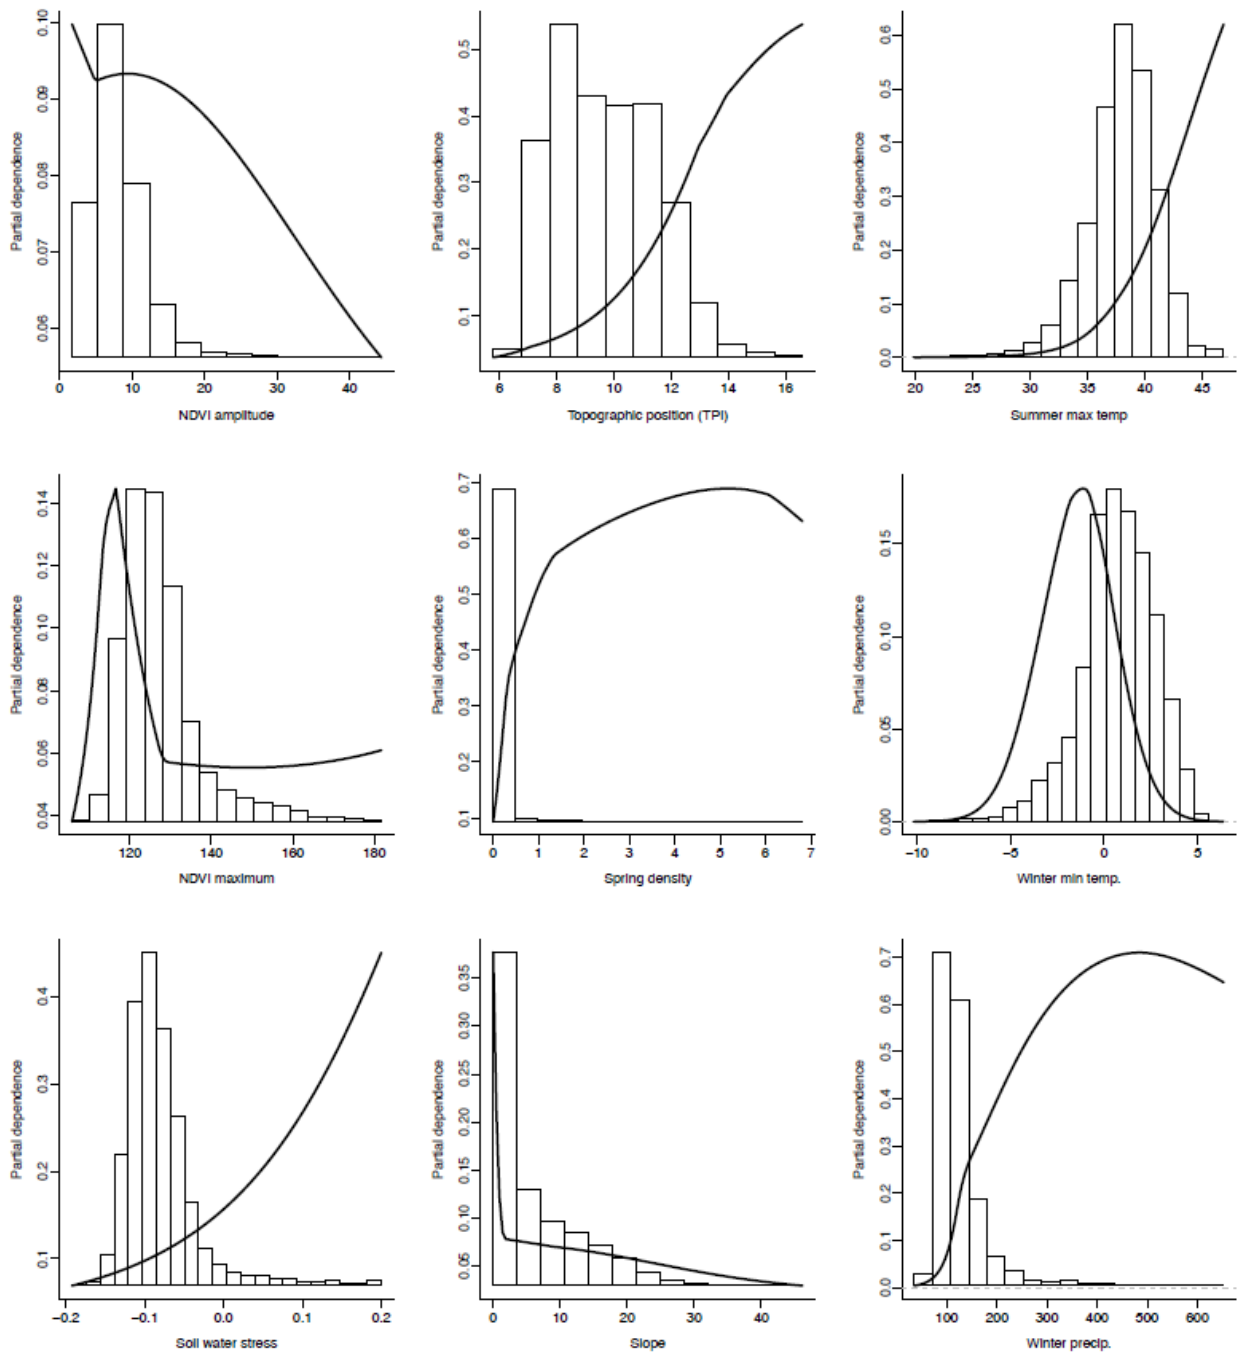 Partial dependence
0.06 0.07 0.08 0.09 0.10
0 10 20 30 40
NDVI amplitude
Partial dependence
0.1 0.2 0.3 0.4 0.5
6 8 10 12 14 16
Topographic position (TPI)
Partial dependence
0.0 0.1 0.2 0.3 0.4 0.5 0.6
20 25 30 35 40 45
Summer max temp
Partial dependence
0.04 0.06 0.08 0.10 0.12 0.14
120 140 160 180
NDVI maximum
Partial dependence
0.1 0.2 0.3 0.4 0.5 0.6 0.7
0 1 2 3 4 5 6 7
Spring density
Partial dependence
0.00 0.05 0.10 0.15
−10 −5 0 5
Winter min temp.
Partial dependence
0.1 0.2 0.3 0.4
−0.2 −0.1 0.0 0.1 0.2
Soil water stress
Partial dependence
0.05 0.10 0.15 0.20 0.25 0.30 0.35
0 10 20 30 40
Slope
Partial dependence
0.0 0.1 0.2 0.3 0.4 0.5 0.6 0.7
100 200 300 400 500 600
Winter precip.